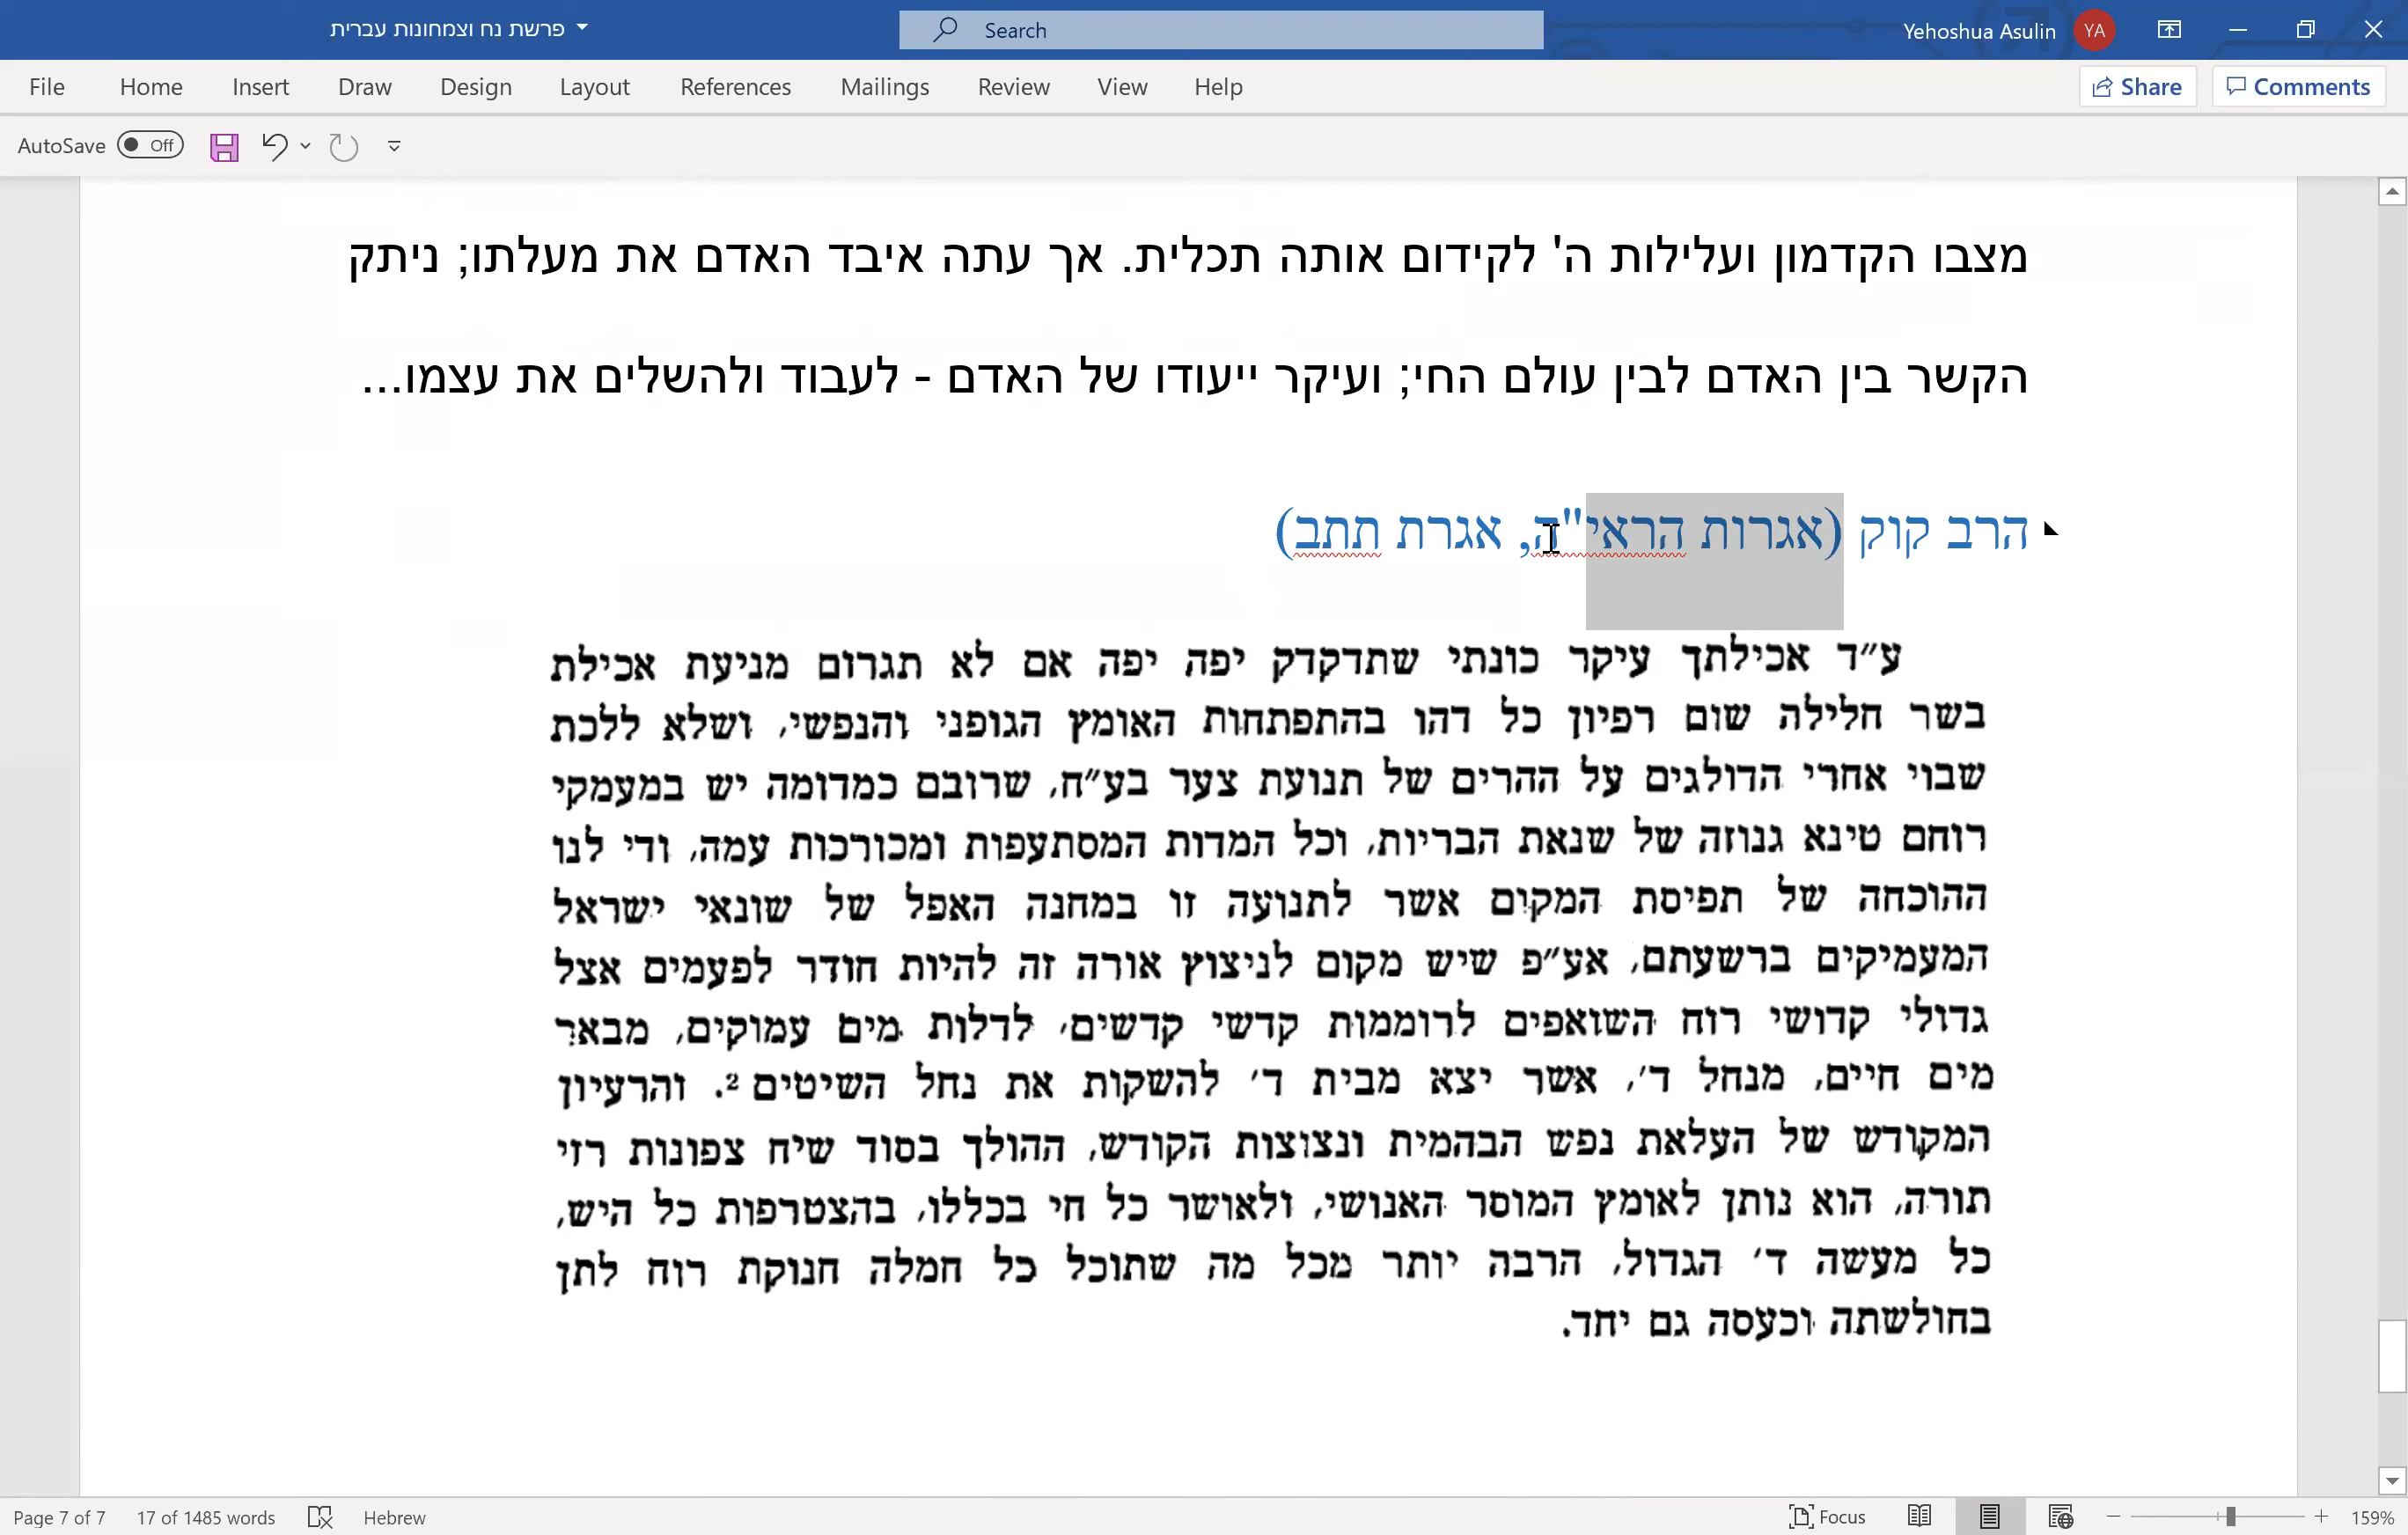 פרשת נח וצמחונות עברית
Search
Yehoshua Asulin
YA
File Home Insert Draw Design Layout References Mailings Review View Help
Share
Comments
AutoSave Off
מצבו הקדמון ועלילות ה' לקידום אותה תכלית. אך עתה איבד האדם את מעלתו; ניתק
הקשר בין האדם לבין עולם החי; ועיקר ייעודו של האדם - לעבוד ולהשלים את עצמו...
הרב קוק (אגרות הראי"ה, אגרת תתב)
ע״ד אכילתך עיקר כונתי שתדקדק יפה יפה אם לא תגרום מניעת אכילת
בשר חלילה שום רפיון כל דהו בהתפתחות האומץ הגופני והנפשי, ושלא ללכת
שבוי אחרי הדולגים על ההרים של תנועת צער בע״ח, שרובם כמדומה יש במעמקי
רוחם טינא גנוזה של שנאת הבריות, וכל המדות המסתעפות ומכורכות עמה, ודי לנו
ההוכחה של תפיסת המקום אשר לתנועה זו במחנה האפל של שונאי ישראל
המעמיקים ברשעתם, אע״פ שיש מקום לניצוץ אורה זה להיות חודר לפעמים אצל
גדולי קדושי רוח השואפים לרוממות קדשי קדשים, לדלות מים עמוקים, מבאר
מים חיים, מנחל ד׳, אשר יצא מבית ד׳ להשקות את נחל השיטים ². והרעיון
המקודש של העלאת נפש הבהמית ונצוצות הקודש, ההולך בסוד שיח צפונות רזי
תורה, הוא נותן לאומץ המוסר האנושי, ולאושר כל חי בכללו, בהצטרפות כל היש,
כל מעשה ד׳ הגדול, הרבה יותר מכל מה שתוכל כל חמלה חנוקת רוח לתן
בחולשתה וכעסה גם יחד.
Page 7 of 7 17 of 1485 words Hebrew
Focus
159%